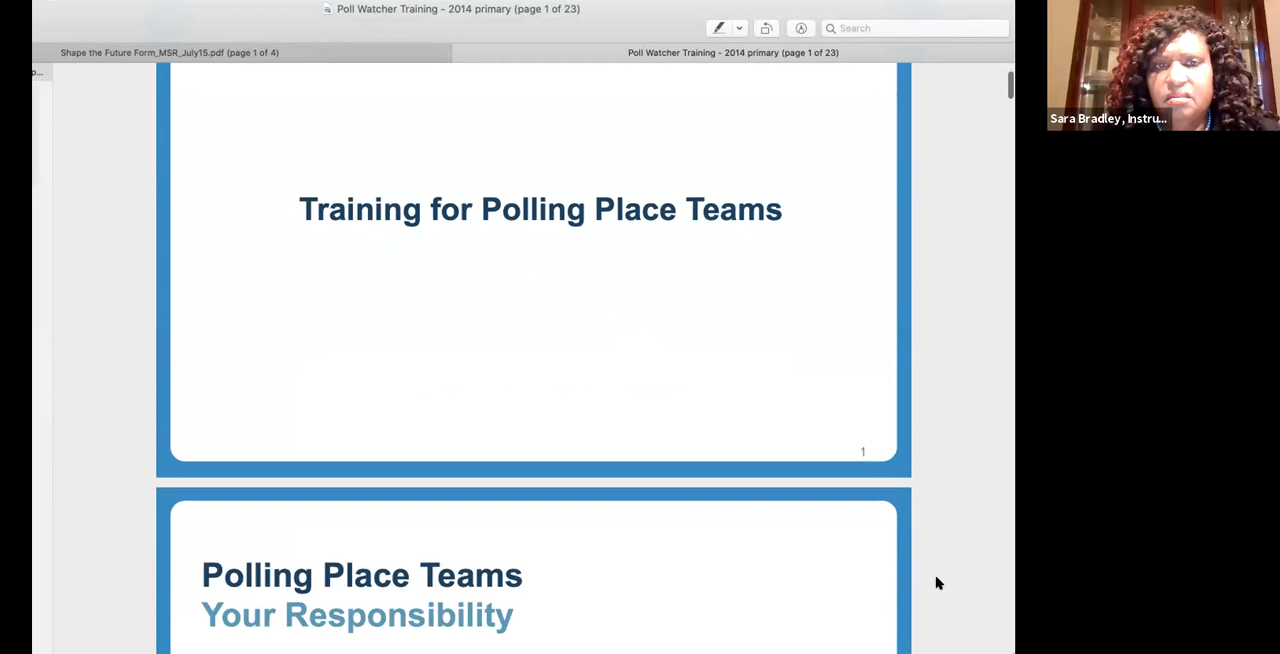 Poll Watcher Training - 2014 primary (page 1 of 23)
Search
Shape the Future Form_MSR_July15.pdf (page 1 of 4)
Poll Watcher Training - 2014 primary (page 1 of 23)
p...
Training for Polling Place Teams
1
Polling Place Teams
Your Responsibility
Sara Bradley, Instru...